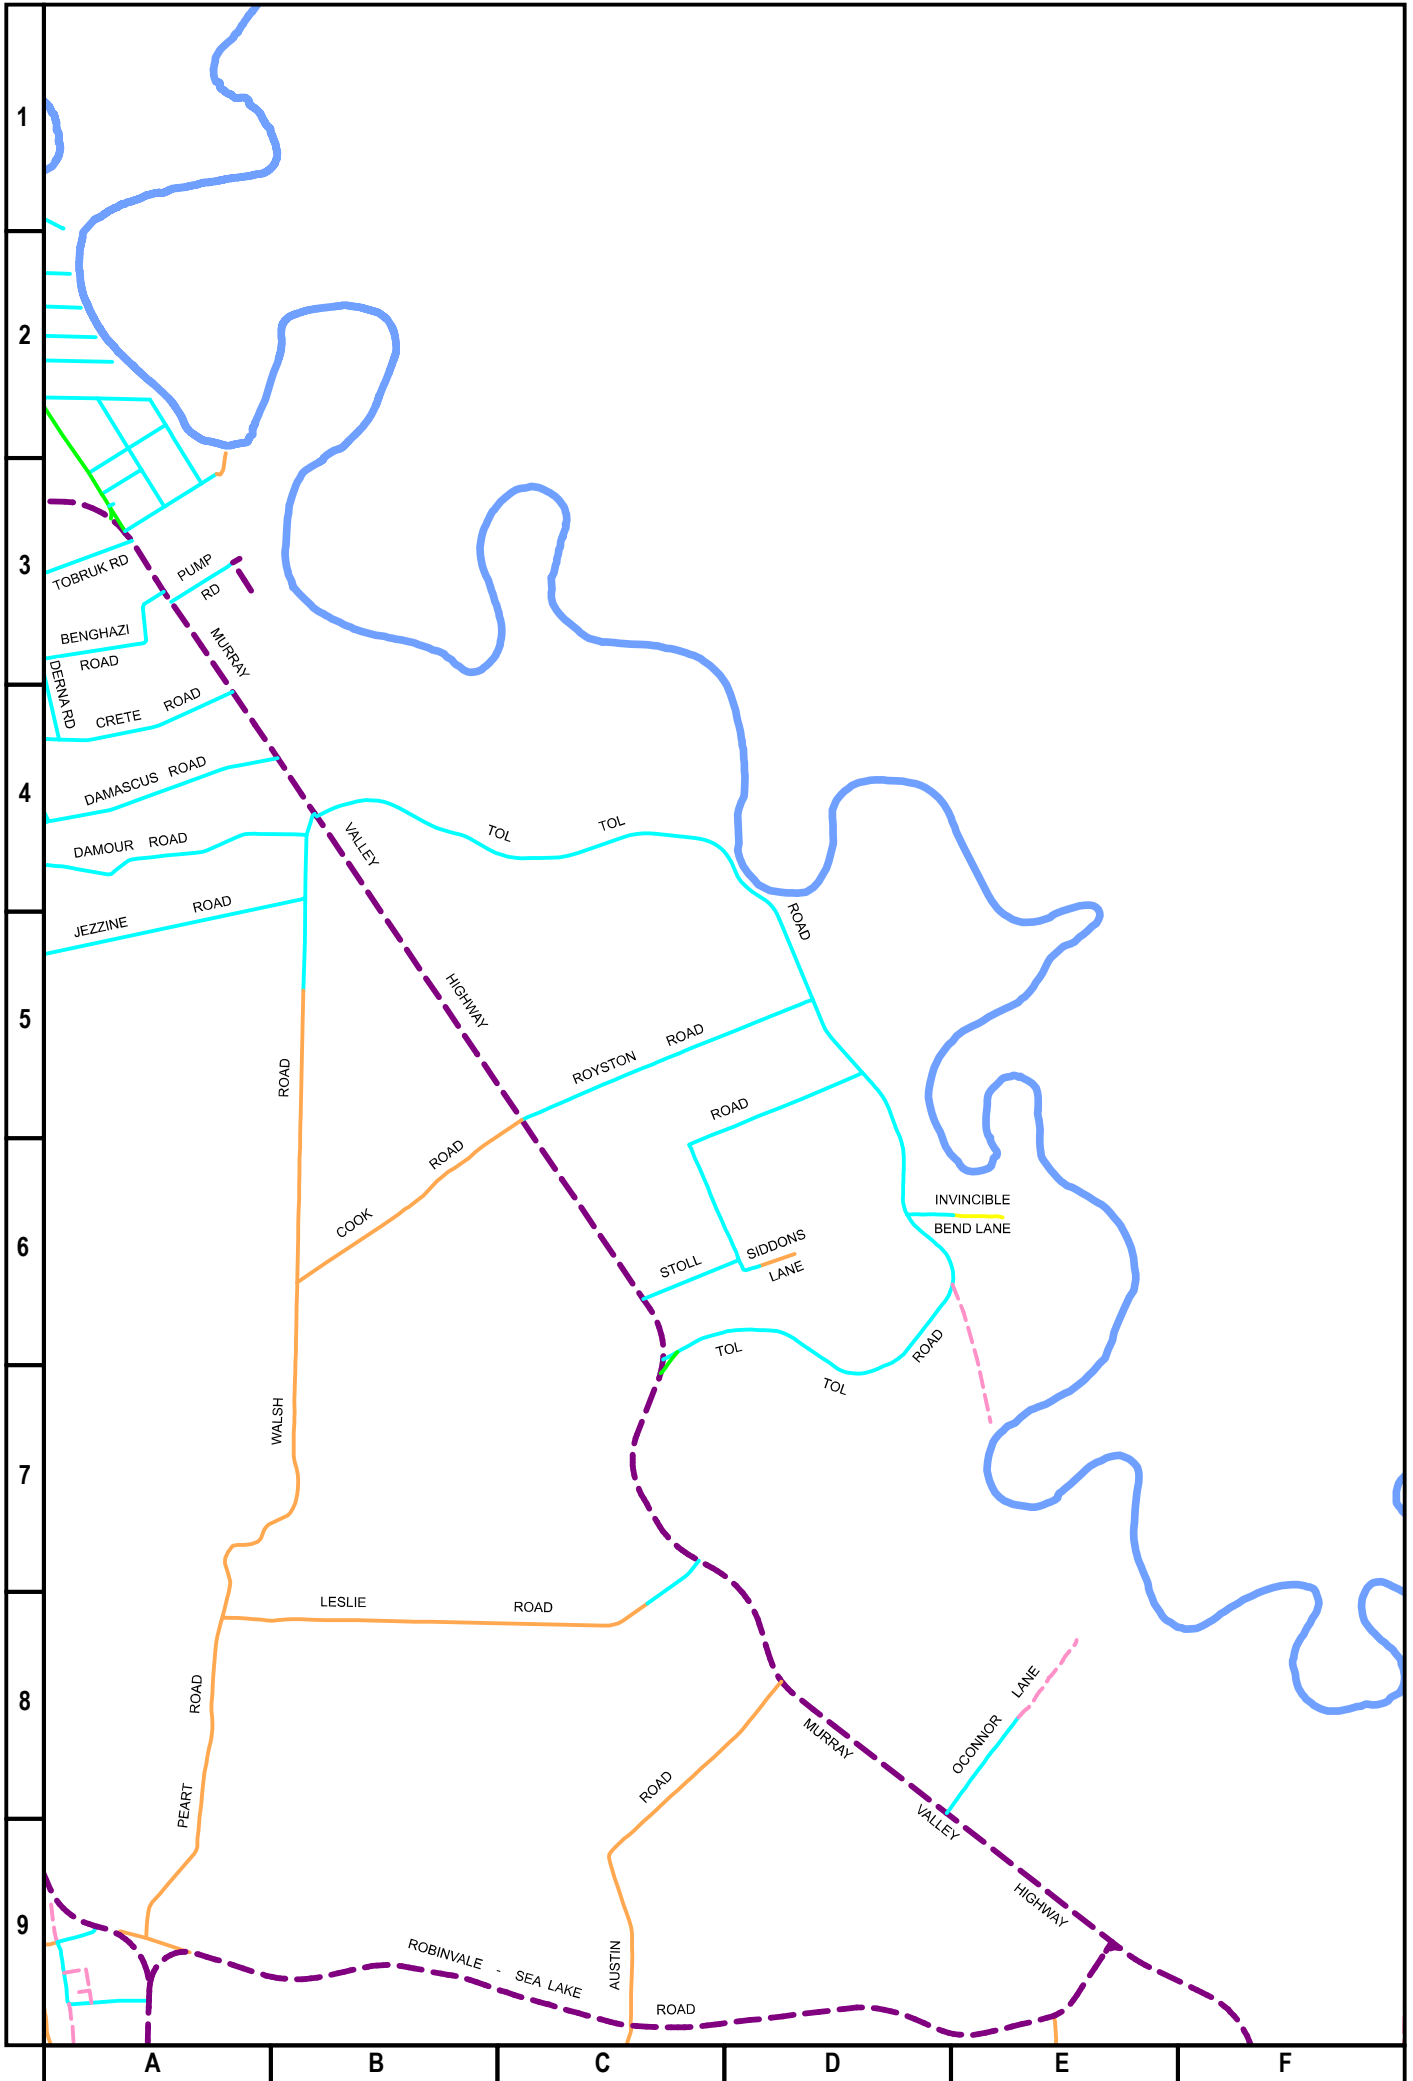 1
2
3
TOBRUK RD
PUMP
RD
BENGHAZI
ROAD
MURRAY
DERNA RD
CRETE ROAD
4
DAMASCUS ROAD
DAMOUR ROAD
VALLEY
TOL TOL
JEZZINE ROAD
ROAD
5
HIGHWAY
ROYSTON ROAD
ROAD
ROAD
COOK ROAD
6
INVINCIBLE
BEND LANE
STOLL
SIDDONS
LANE
TOL
TOL
ROAD
WALSH
7
LESLIE ROAD
8
ROAD
PEART
OCONNOR LANE
MURRAY
ROAD
VALLEY
9
HIGHWAY
ROBINVALE - SEA LAKE
AUSTIN
ROAD
A B C D E F